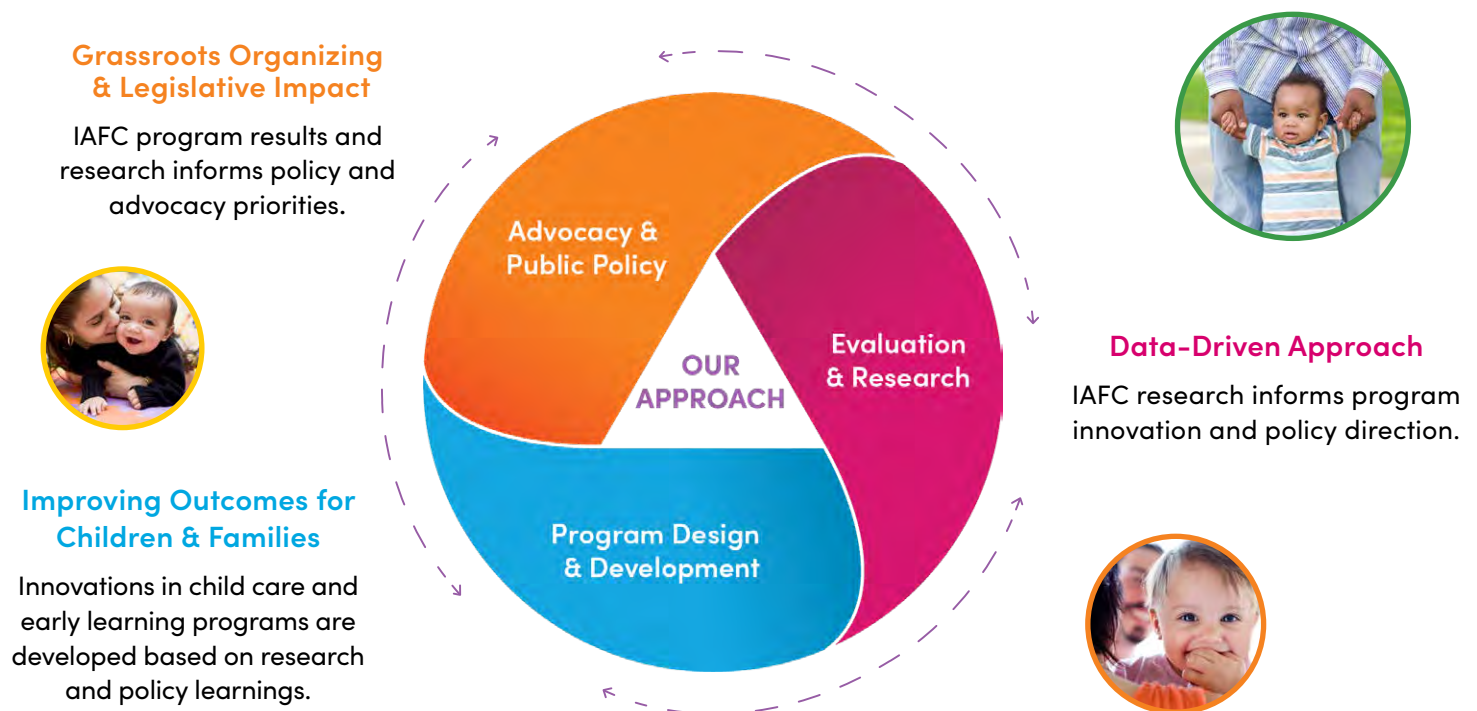 Grassroots Organizing
& Legislative Impact
IAFC program results and
research informs policy and
advocacy priorities.
Improving Outcomes for
Children & Families
Innovations in child care and
early learning programs are
developed based on research
and policy learnings.
Advocacy &
Public Policy
OUR
APPROACH
Evaluation
& Research
Program Design
& Development
Data-Driven Approach
IAFC research informs program
innovation and policy direction.